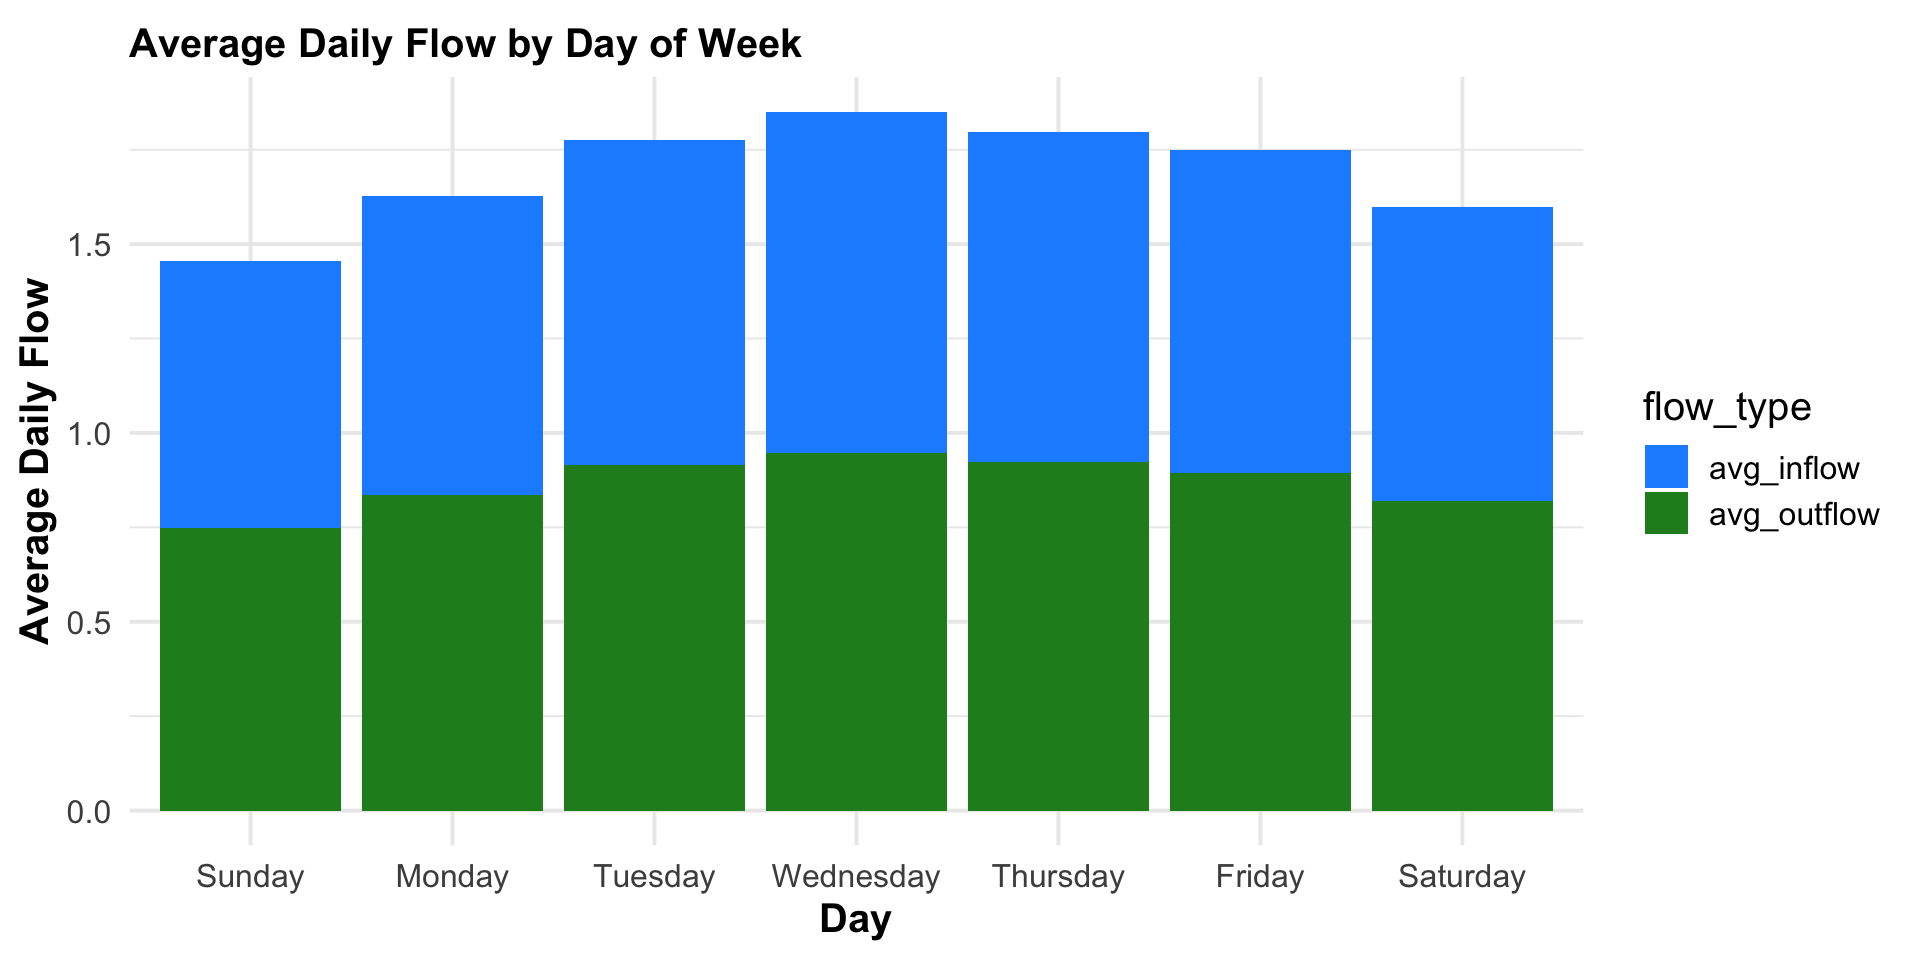 Average Daily Flow by Day of Week
Average Daily Flow
1.5
1.0
0.5
0.0
Sunday Monday Tuesday Wednesday Thursday Friday Saturday
Day
flow_type
avg_inflow
avg_outflow